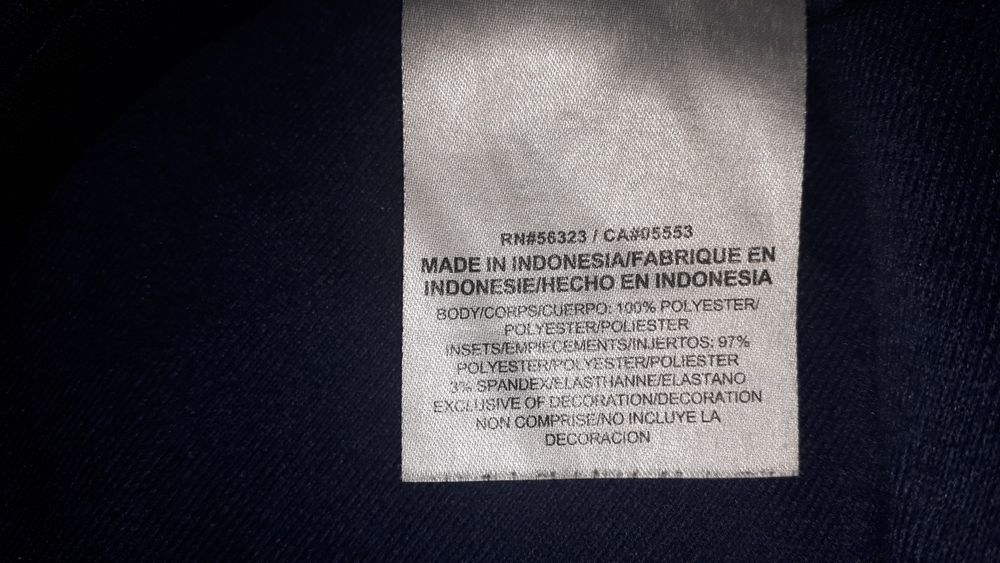 RN#56323 / CA#05553
MADE IN INDONESIA/FABRIQUE EN
INDONESIE/HECHO EN INDONESIA
BODY/CORPS/CUERPO: 100% POLYESTER/
POLYESTER/POLIESTER
INSETS/EMPIECEMENTS/INJERTOS: 97%
POLYESTER/POLYESTER/POLIESTER
3% SPANDEX/ELASTHANNE/ELASTANO
EXCLUSIVE OF DECORATION/DECORATION
NON COMPRISE/NO INCLUYE LA
DECORACION